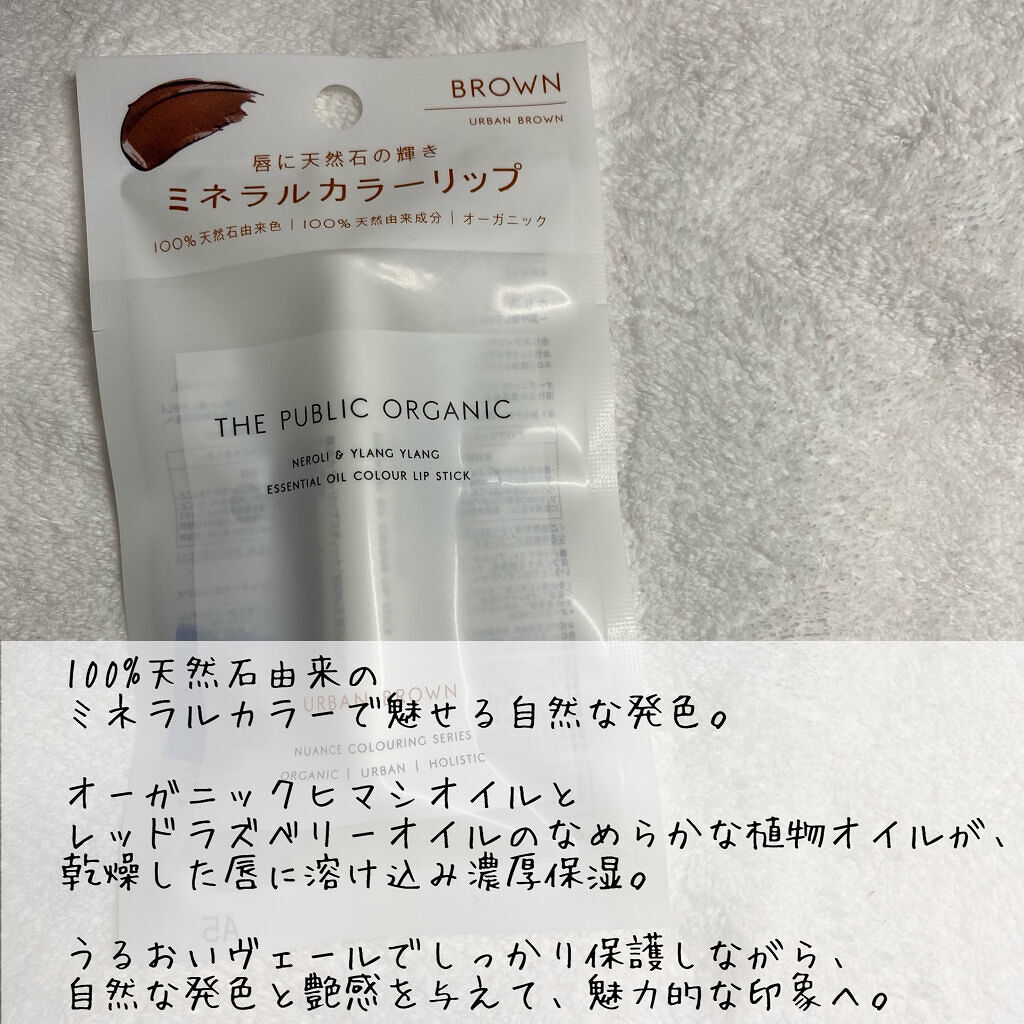 BROWN
URBAN BROWN
唇に天然石の輝き
ミネラルカラーリップ
100%天然石由来色 | 100%天然由来成分 | オーガニック
THE PUBLIC ORGANIC
NEROLI & YLANG YLANG
ESSENTIAL OIL COLOUR LIP STICK
URBAN BROWN
NUANCE COLOURING SERIES
ORGANIC | URBAN | HOLISTIC
100%天然石由来の
ミネラルカラーで魅せる自然な発色。
オーガニックヒマシオイルと
レッドラズベリーオイルのなめらかな植物オイルが、
乾燥した唇に溶け込み濃厚保湿。
うるおいヴェールでしっかり保護しながら、
自然な発色と艶感を与えて、魅力的な印象へ。